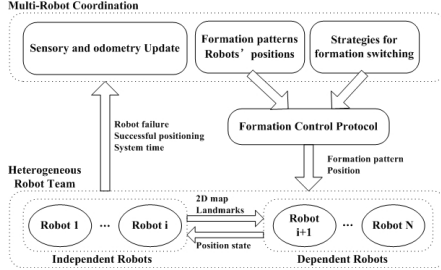 Multi-Robot Coordination
Sensory and odometry Update
Formation patterns
Robots' positions
Strategies for
formation switching
Robot failure
Successful positioning
System time
Formation Control Protocol
Formation pattern
Position
Heterogeneous
Robot Team
2D map
Landmarks
Robot 1
...
Robot i
Position state
Robot
i+1
...
Robot N
Independent Robots
Dependent Robots